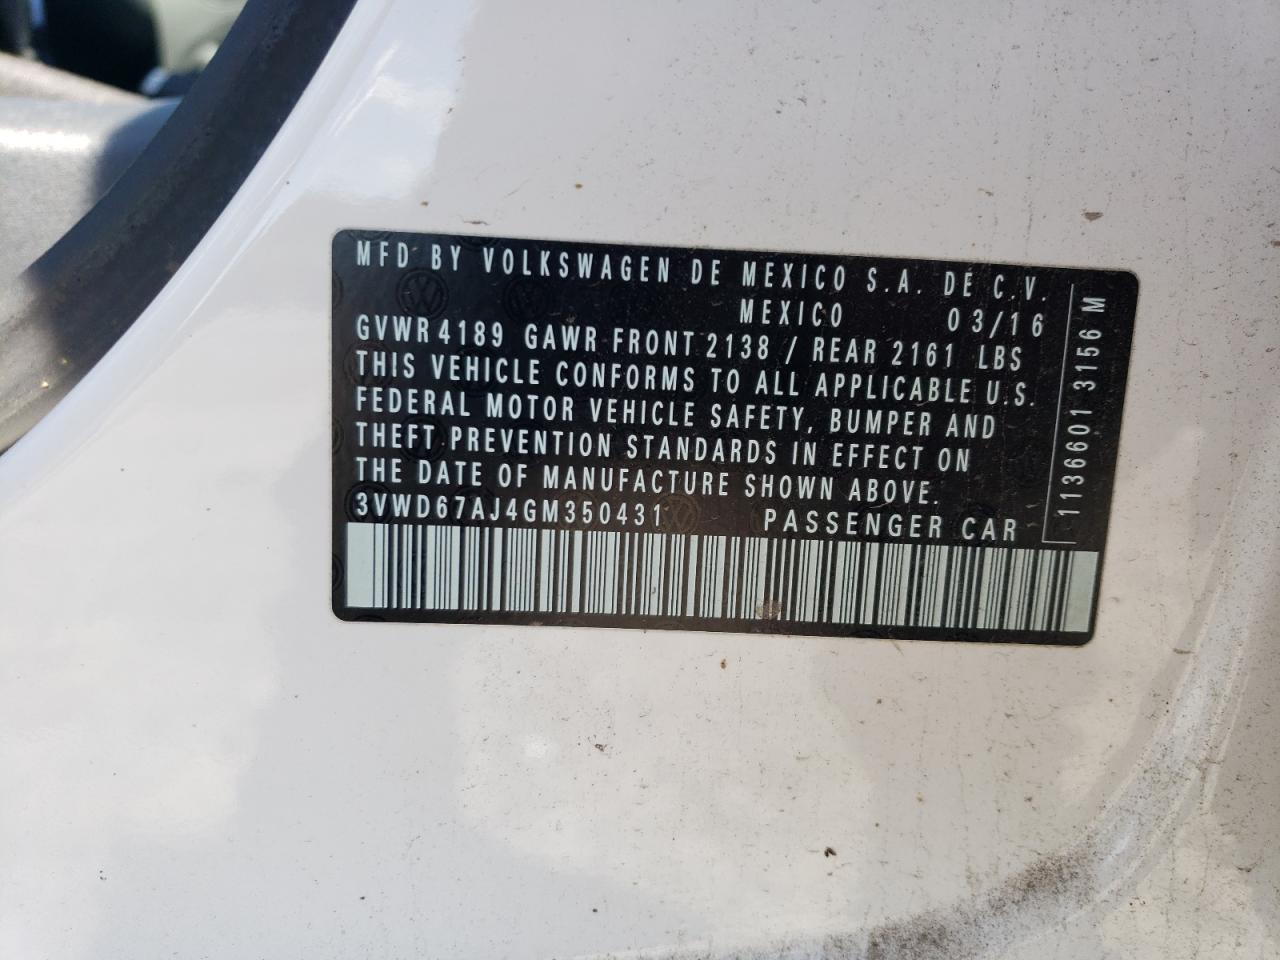 MFD BY VOLKSWAGEN DE MEXICO S.A. DE C.V.
MEXICO 03/16
GVWR 4189 GAWR FRONT 2138 / REAR 2161 LBS
THIS VEHICLE CONFORMS TO ALL APPLICABLE U.S.
FEDERAL MOTOR VEHICLE SAFETY, BUMPER AND
THEFT PREVENTION STANDARDS IN EFFECT ON
THE DATE OF MANUFACTURE SHOWN ABOVE.
3VWD67AJ4GM350431 PASSENGER CAR
1136601 3156 M